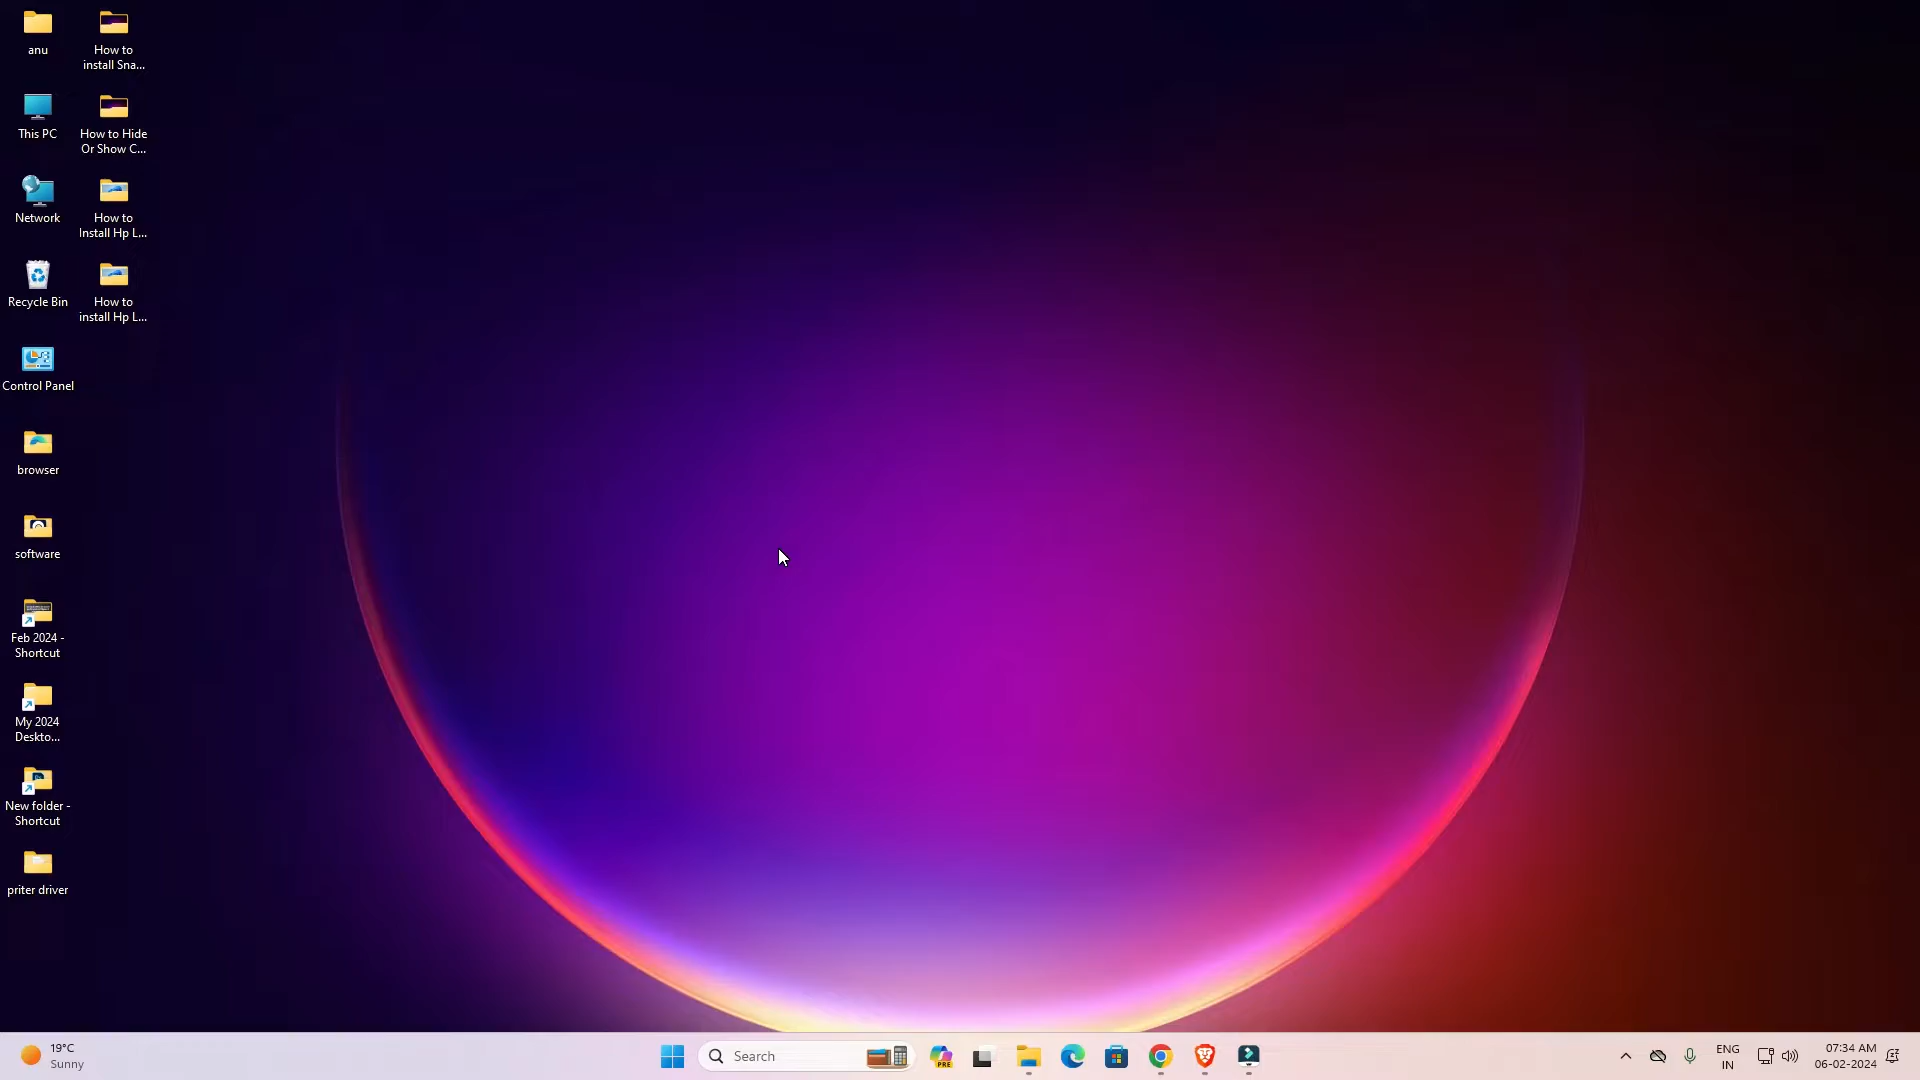 anu
How to
install Sna...
This PC
How to Hide
Or Show C...
Network
How to
Install Hp L...
Recycle Bin
How to
install Hp L...
Control Panel
browser
software
Feb 2024 -
Shortcut
My 2024
Deskto...
New folder -
Shortcut
priter driver
19°C
Sunny
Search
PRE
ENG
IN
07:34 AM
06-02-2024